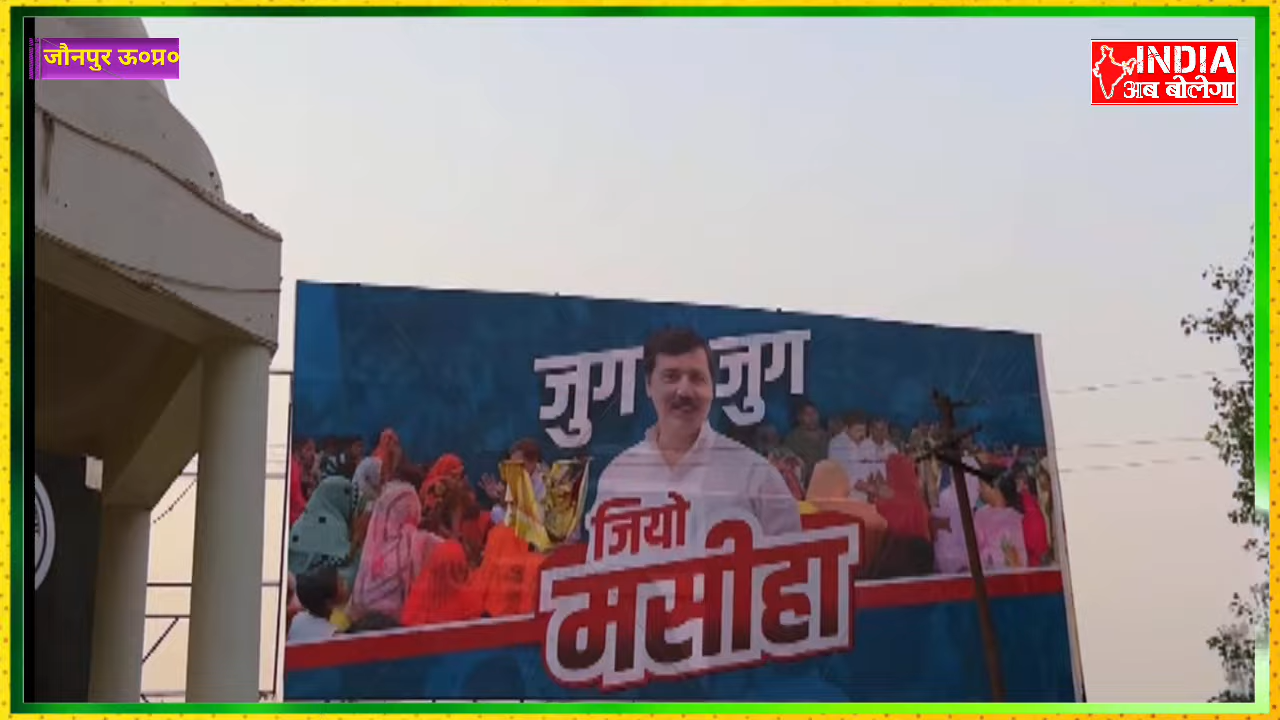 जौनपुर ऊ०प्र०
INDIA
अब बोलेगा
जुग जुग
जियो
मसीहा